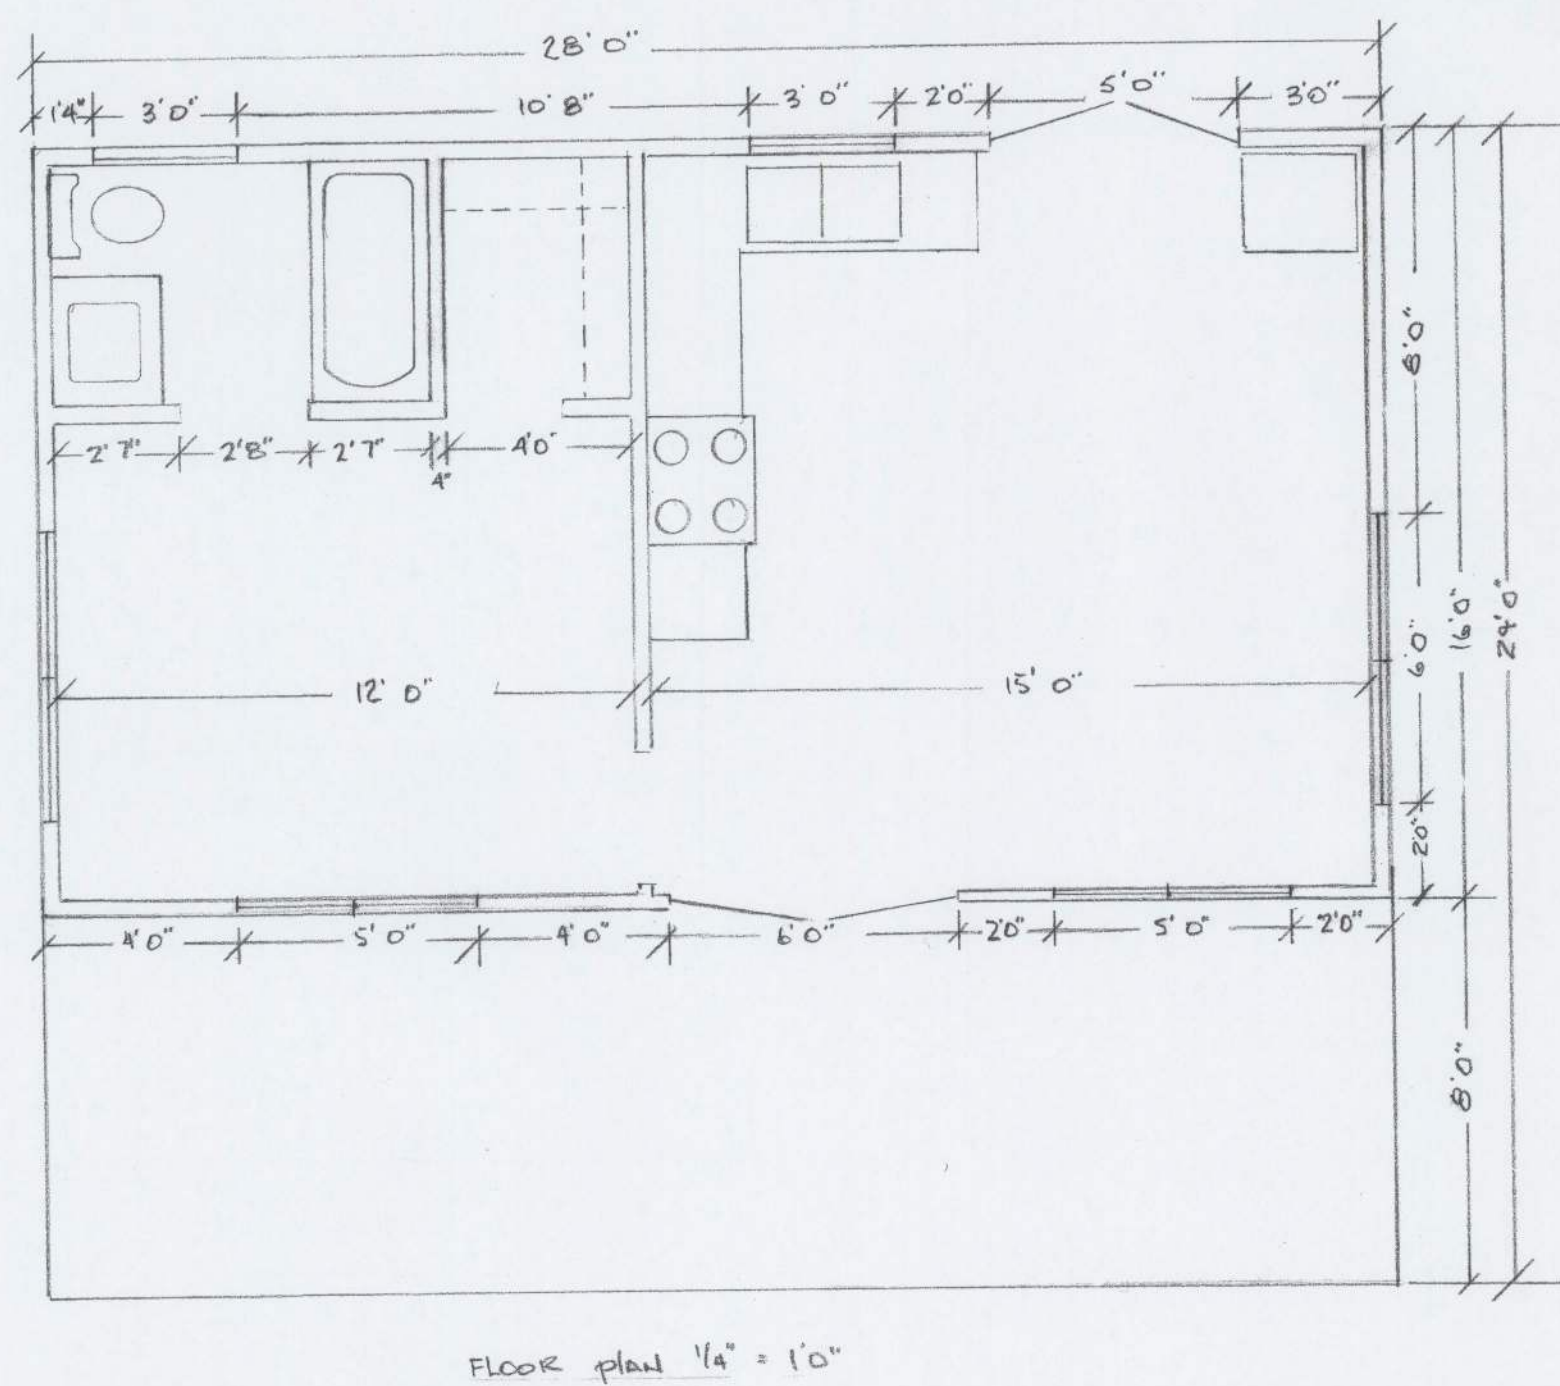 28' 0"
1'4" 3'0" 10' 8" 3' 0" 2'0" 5'0" 3'0"
8'0"
2' 7" 2'8" 2'7" 4" 4'0"
6'0" 16'0" 24'0"
12' 0" 15' 0"
2'0"
4'0" 5'0" 4'0" 6'0" 2'0" 5'0" 2'0"
8'0"
FLOOR PLAN 1/4" = 1'0"